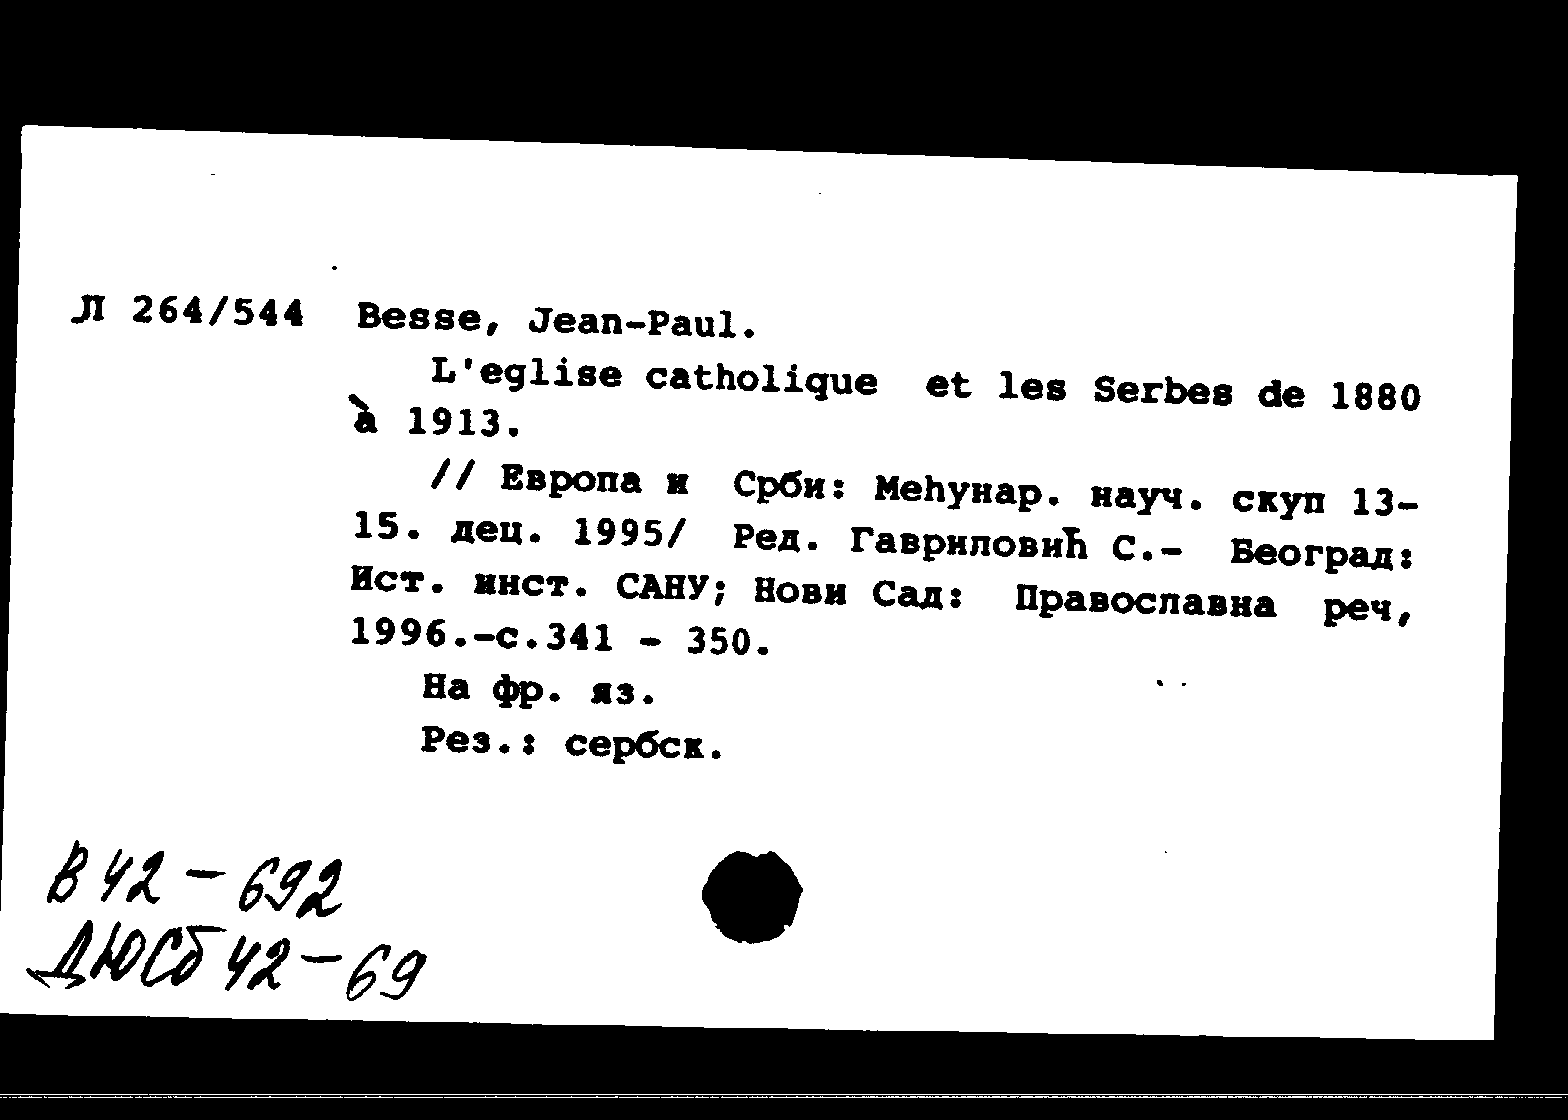 Л 264/544 Besse, Jean-Paul.
L'eglise catholique et les Serbes de 1880
à 1913.
// Европа и Срби: Меhунар. науч. скуп 13-
15. дец. 1995/ Ред. Гавриловић С.- Београд:
Ист. инст. САНУ; Нови Сад: Православна реч,
1996.-с.341 - 350.
На фр. яз.
Рез.: сербск.
В 42 - 692
ДЮСб 42 - 69